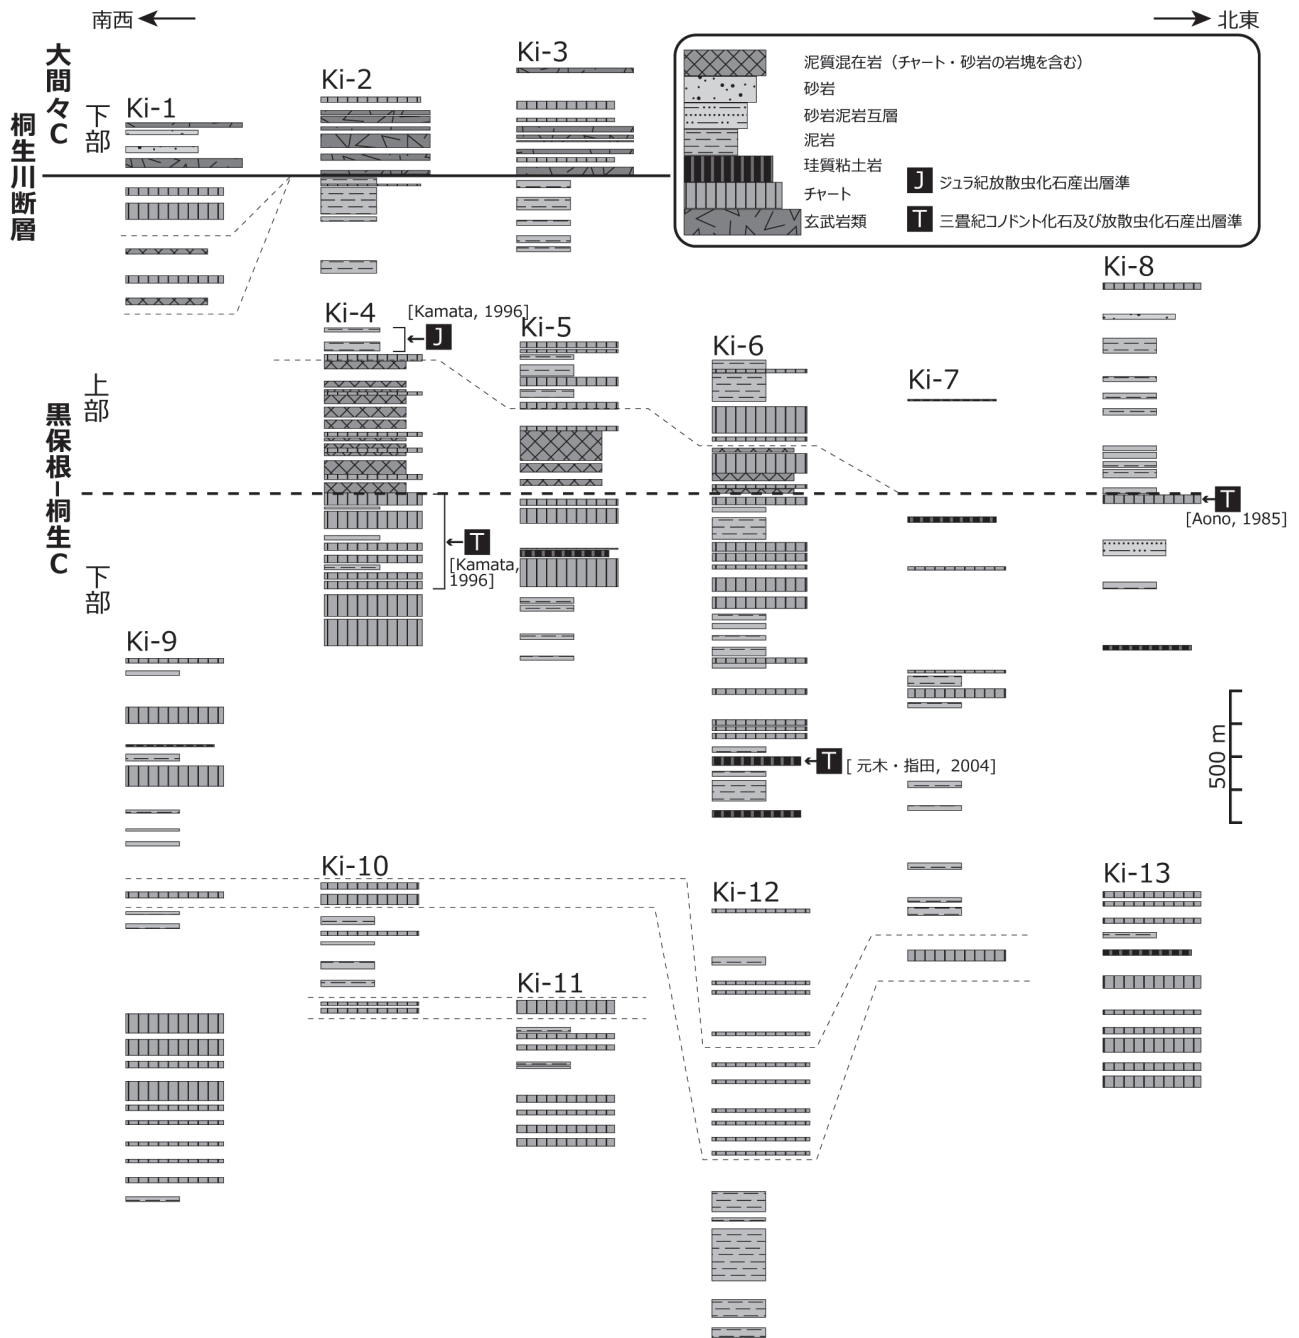 南西
北東
大間々C
下部
桐生川断層
Ki-1
Ki-2
Ki-3
泥質混在岩（チャート・砂岩の岩塊を含む）
砂岩
砂岩泥岩互層
泥岩
珪質粘土岩
チャート
玄武岩類
J ジュラ紀放散虫化石産出層準
T 三畳紀コノドント化石及び放散虫化石産出層準
黒保根−桐生C
上部
下部
Ki-4
[Kamata, 1996]
J
T
[Kamata,
1996]
Ki-5
Ki-6
T
[ 元木・指田，2004]
Ki-7
Ki-8
T
[Aono, 1985]
500 m
Ki-9
Ki-10
Ki-11
Ki-12
Ki-13